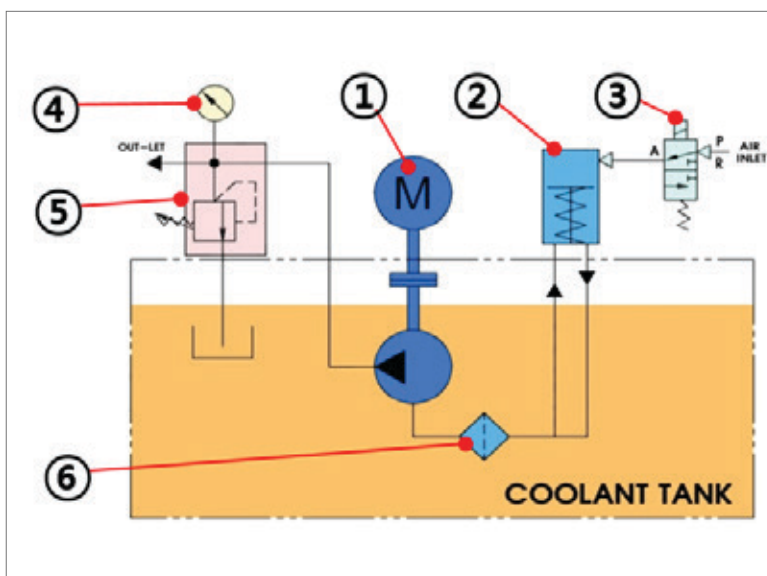 ④
①
②
③
OUT-LET
A
P
R
AIR
INLET
⑤
M
⑥
COOLANT TANK